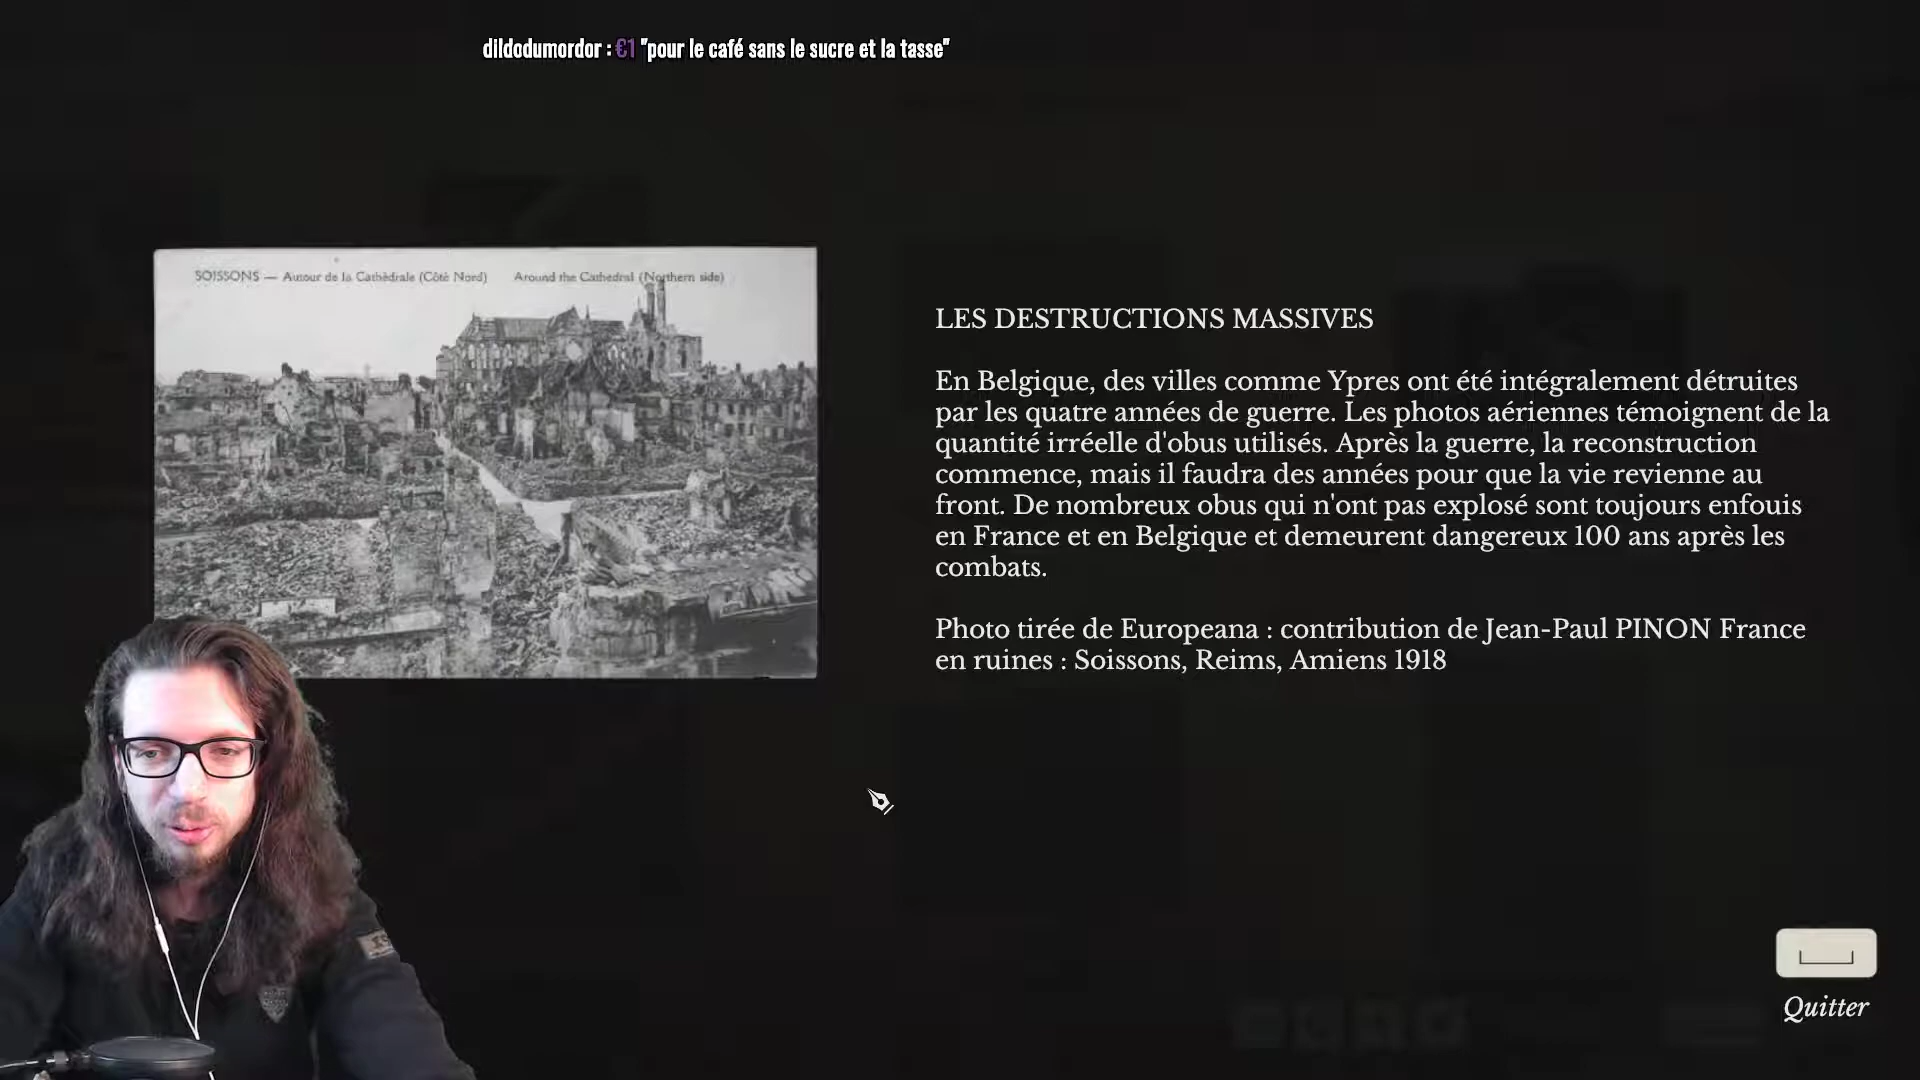 dildodumordor : €1 "pour le café sans le sucre et la tasse"
SOISSONS — Autour de la Cathédrale (Côté Nord) Around the Cathedral (Northern side)
LES DESTRUCTIONS MASSIVES
En Belgique, des villes comme Ypres ont été intégralement détruites
par les quatre années de guerre. Les photos aériennes témoignent de la
quantité irréelle d'obus utilisés. Après la guerre, la reconstruction
commence, mais il faudra des années pour que la vie revienne au
front. De nombreux obus qui n'ont pas explosé sont toujours enfouis
en France et en Belgique et demeurent dangereux 100 ans après les
combats.
Photo tirée de Europeana : contribution de Jean-Paul PINON France
en ruines : Soissons, Reims, Amiens 1918
Quitter